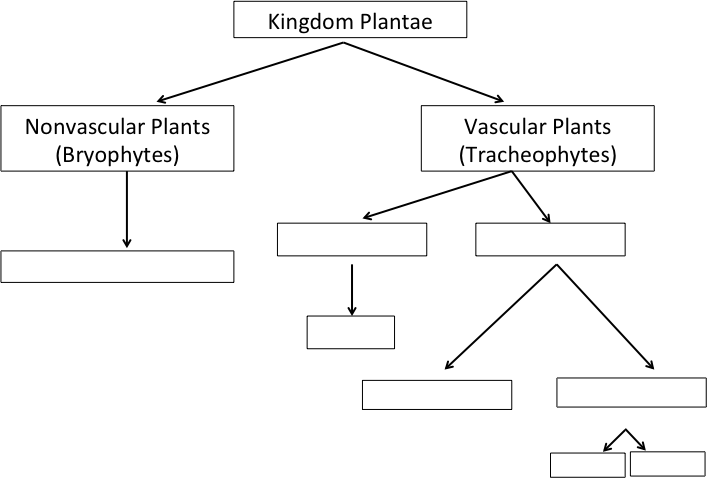 Kingdom Plantae
Nonvascular Plants
(Bryophytes)
Vascular Plants
(Tracheophytes)